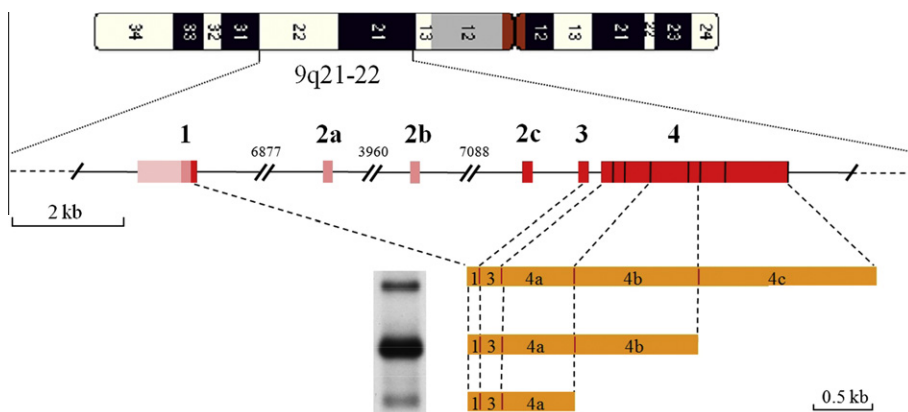 34 33 32 31 22 21 13 12 12 13 21 22 23 24
9q21-22
1 2a 2b 2c 3 4
6877 3960 7088
2 kb
1 3 4a 4b 4c
1 3 4a 4b
1 3 4a
0.5 kb